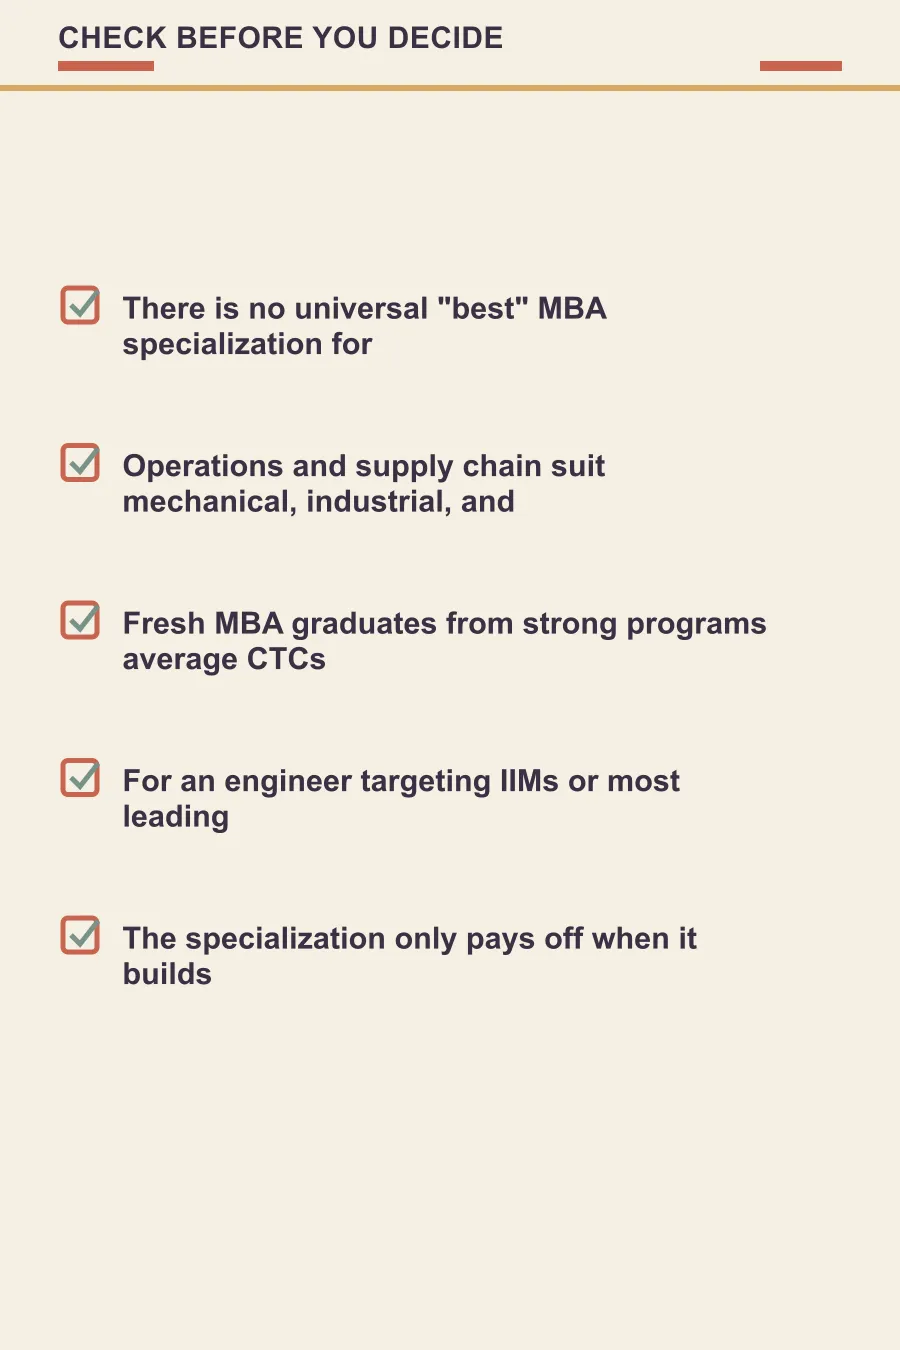 CHECK BEFORE YOU DECIDE
There is no universal "best" MBA
specialization for
Operations and supply chain suit
mechanical, industrial, and
Fresh MBA graduates from strong programs
average CTCs
For an engineer targeting IIMs or most
leading
The specialization only pays off when it
builds